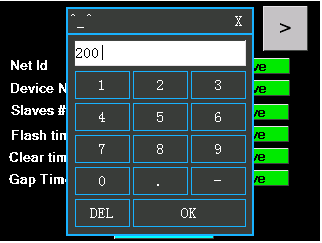 ^_^ X >
200
Net Id ve
Device N
1 2 3
Slaves # ve
4 5 6
Flash tim ve
7 8 9
Clear tim ve
Gap Time ve
0 . -
DEL OK